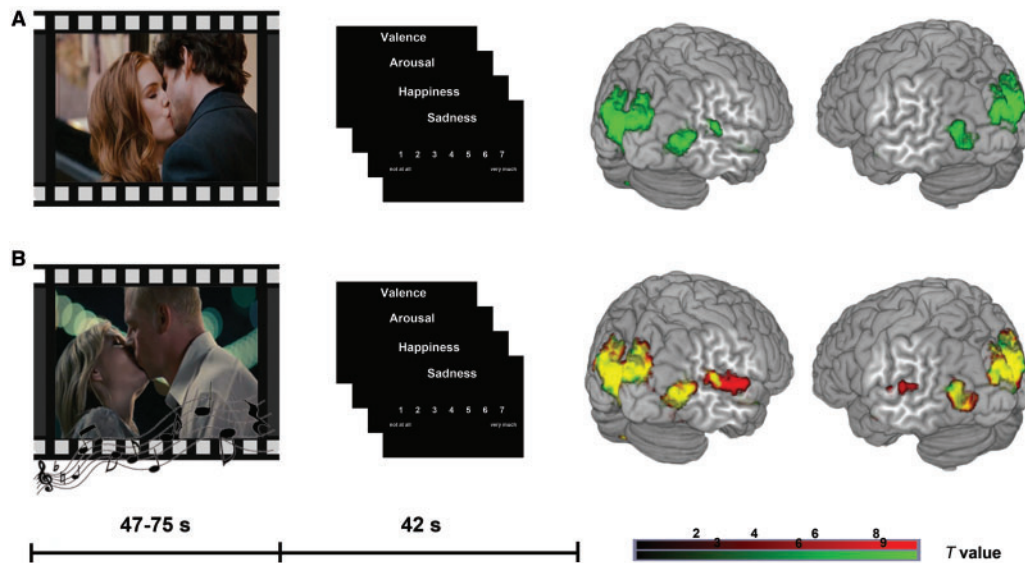 A
Valence
Arousal
Happiness
Sadness
1 2 3 4 5 6 7
not at all very much
B
Valence
Arousal
Happiness
Sadness
1 2 3 4 5 6 7
not at all very much
47-75 s
42 s
2 4 6 8
3 6 9
T value